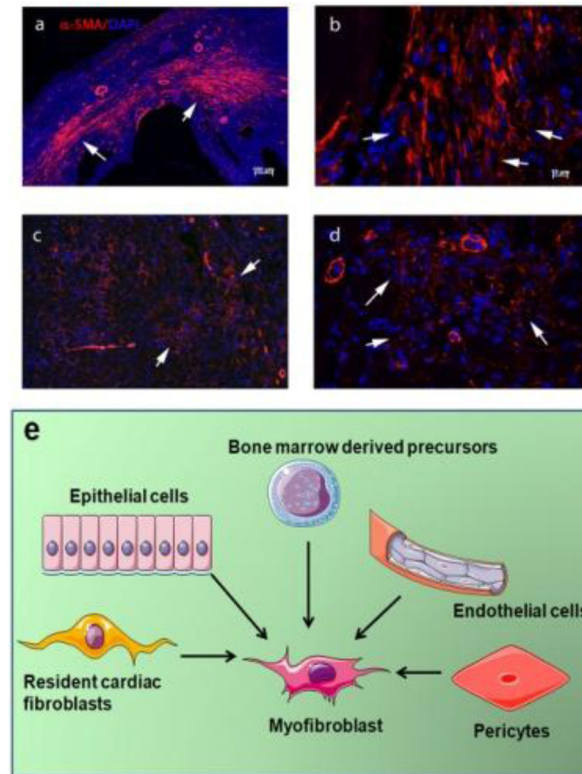 a
α-SMA/DAPI
b
c
d
e
Bone marrow derived precursors
Epithelial cells
Endothelial cells
Resident cardiac
fibroblasts
Myofibroblast
Pericytes